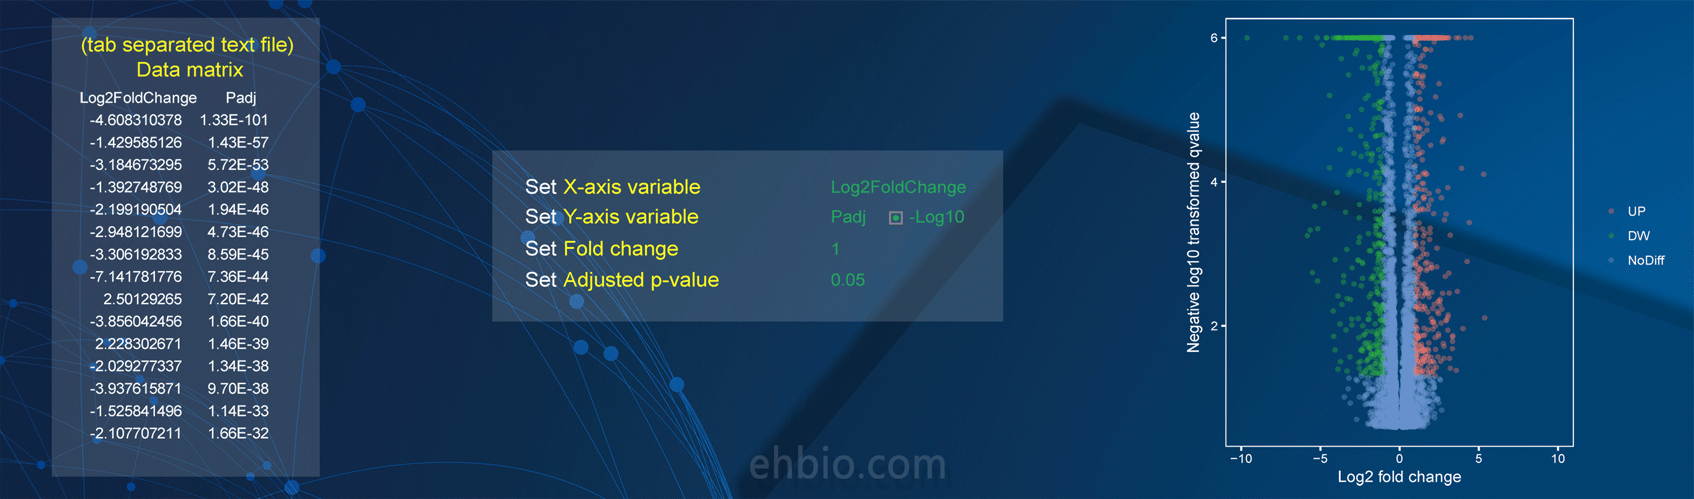 (tab separated text file)
Data matrix
Log2FoldChange Padj
-4.608310378 1.33E-101
-1.429585126 1.43E-57
-3.184673295 5.72E-53
-1.392748769 3.02E-48
-2.199190504 1.94E-46
-2.948121699 4.73E-46
-3.306192833 8.59E-45
-7.141781776 7.36E-44
2.50129265 7.20E-42
-3.856042456 1.66E-40
2.228302671 1.46E-39
-2.029277337 1.34E-38
-3.937615871 9.70E-38
-1.525841496 1.14E-33
-2.107707211 1.66E-32
Set X-axis variable Log2FoldChange
Set Y-axis variable Padj -Log10
Set Fold change 1
Set Adjusted p-value 0.05
ehbio.com
Negative log10 transformed qvalue
6
4
2
−10 −5 0 5 10
Log2 fold change
UP
DW
NoDiff